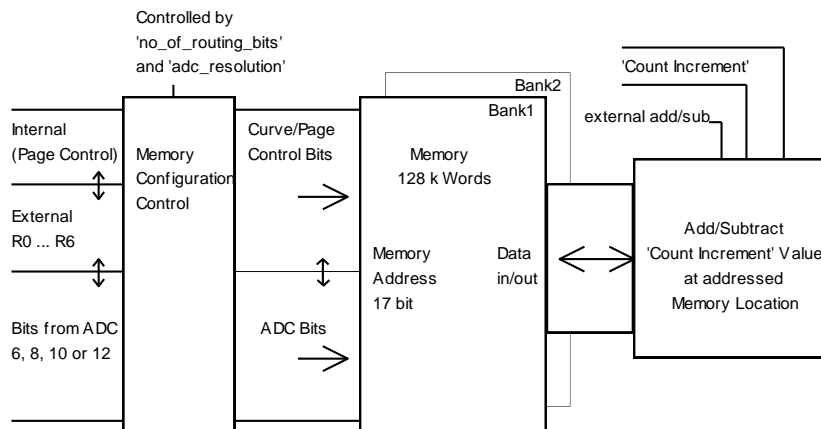 Controlled by
'no_of_routing_bits'
and 'adc_resolution'
Internal
(Page Control)
External
R0 ... R6
Bits from ADC
6, 8, 10 or 12
Memory
Configuration
Control
Curve/Page
Control Bits
ADC Bits
Bank2
Bank1
Memory
128 k Words
Memory
Address
17 bit
Data
in/out
'Count Increment'
external add/sub
Add/Subtract
'Count Increment' Value
at addressed
Memory Location